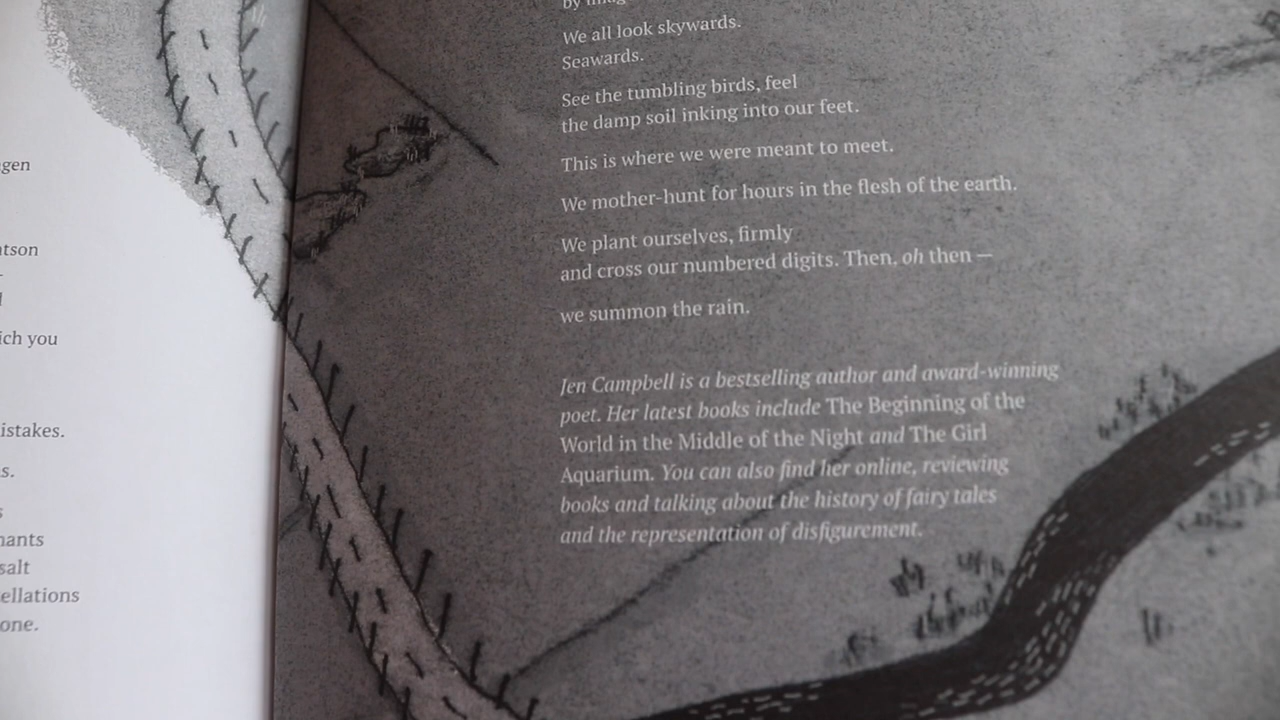 gen
tson
ich you
istakes.
s.
s
nants
salt
ellations
one.
by imag
We all look skywards.
Seawards.
See the tumbling birds, feel
the damp soil inking into our feet.
This is where we were meant to meet.
We mother-hunt for hours in the flesh of the earth.
We plant ourselves, firmly
and cross our numbered digits. Then, oh then —
we summon the rain.
Jen Campbell is a bestselling author and award-winning
poet. Her latest books include The Beginning of the
World in the Middle of the Night and The Girl
Aquarium. You can also find her online, reviewing
books and talking about the history of fairy tales
and the representation of disfigurement.